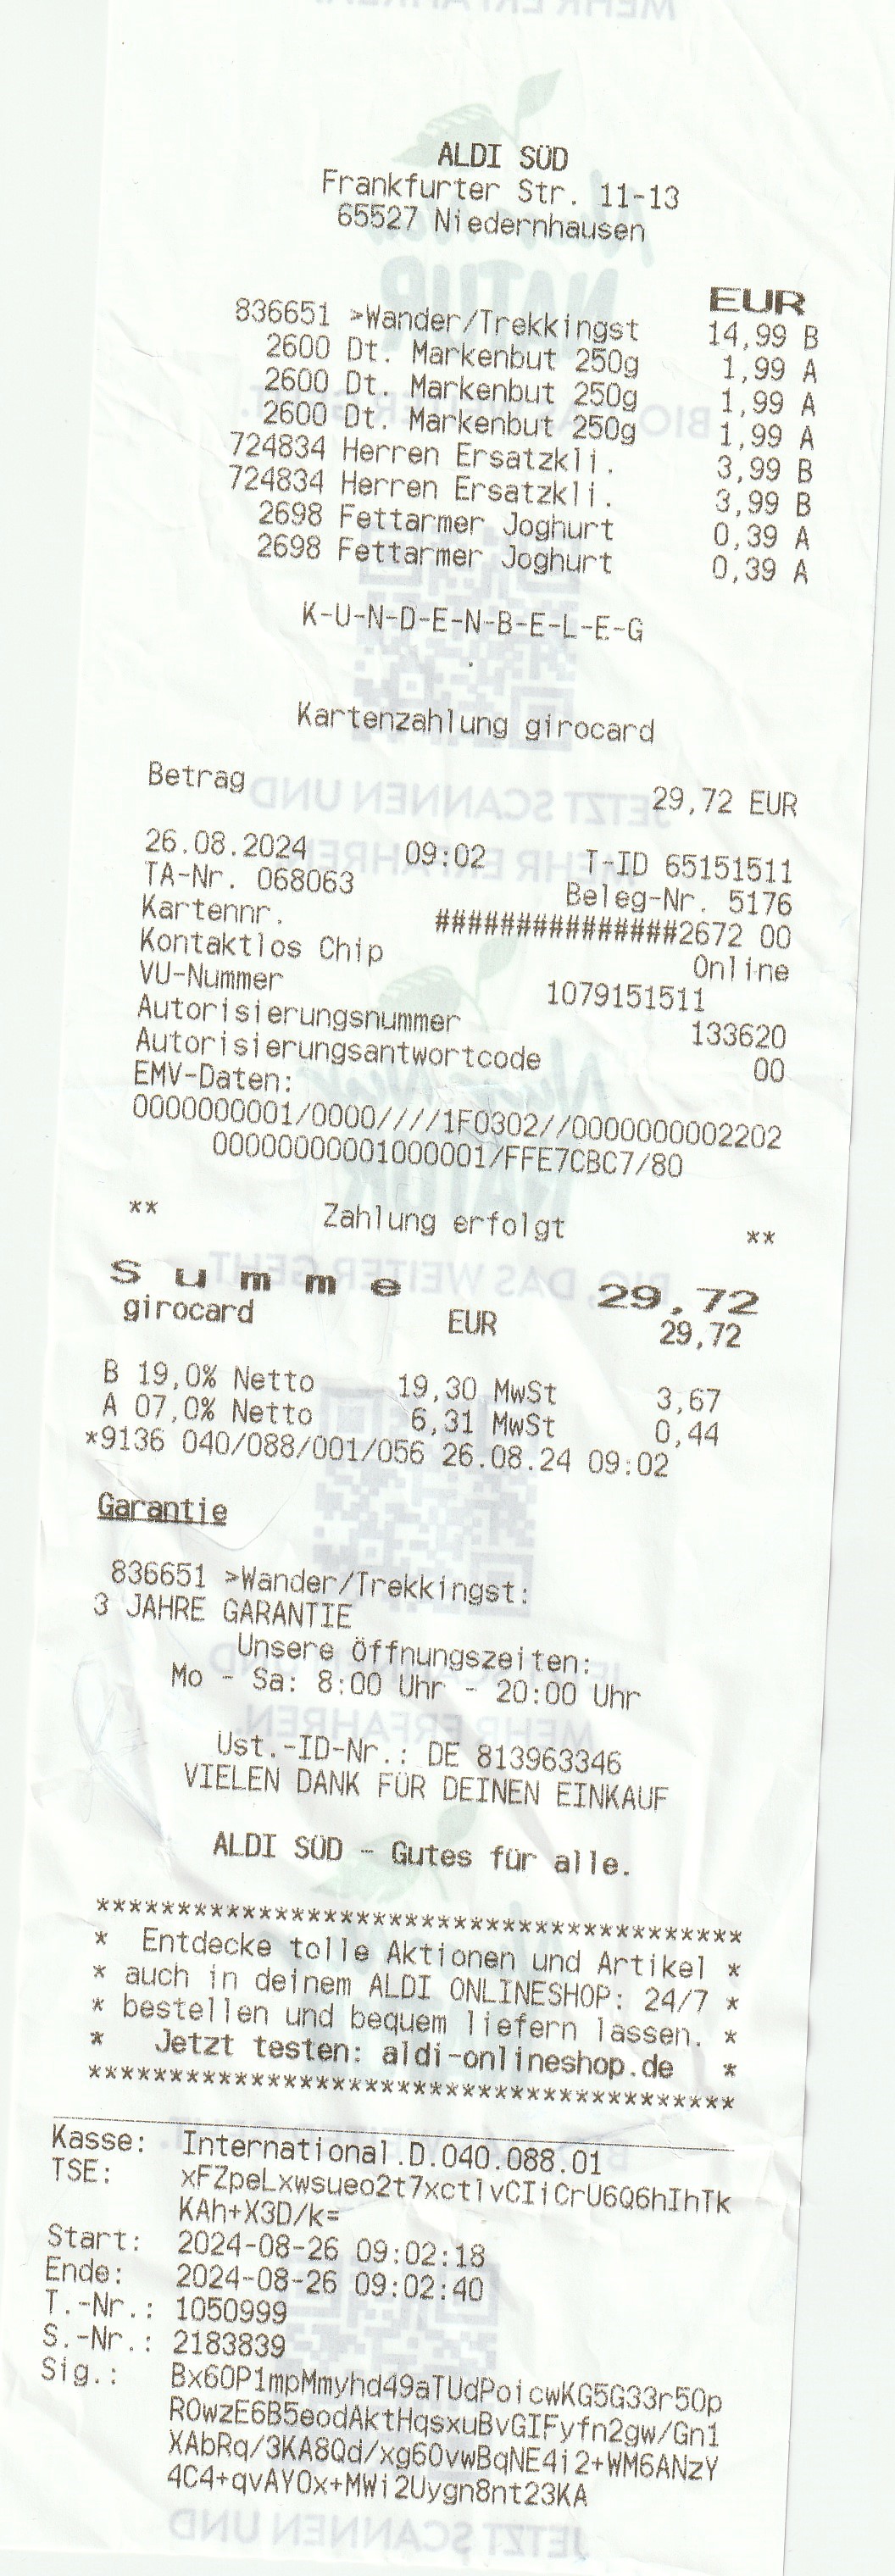 ALDI SÜD
Frankfurter Str. 11-13
65527 Niedernhausen
EUR
836651 >Wander/Trekkingst 14,99 B
2600 Dt. Markenbut 250g 1,99 A
2600 Dt. Markenbut 250g 1,99 A
2600 Dt. Markenbut 250g 1,99 A
724834 Herren Ersatzkli. 3,99 B
724834 Herren Ersatzkli. 3,99 B
2698 Fettarmer Joghurt 0,39 A
2698 Fettarmer Joghurt 0,39 A
K-U-N-D-E-N-B-E-L-E-G
.
Kartenzahlung girocard
Betrag 29,72 EUR
26.08.2024 09:02 T-ID 65151511
TA-Nr. 068063 Beleg-Nr. 5176
Kartennr. ###############2672 00
Kontaktlos Chip Online
VU-Nummer 1079151511
Autorisierungsnummer 133620
Autorisierungsantwortcode 00
EMV-Daten:
0000000001/0000////1F0302//0000000002202
00000000001000001/FFE7CBC7/80
** Zahlung erfolgt **
Summe 29,72
girocard EUR 29,72
B 19,0% Netto 19,30 MwSt 3,67
A 07,0% Netto 6,31 MwSt 0,44
*9136 040/088/001/056 26.08.24 09:02
Garantie
836651 >Wander/Trekkingst:
3 JAHRE GARANTIE
Unsere Öffnungszeiten:
Mo - Sa: 8:00 Uhr - 20:00 Uhr
Ust.-ID-Nr.: DE 813963346
VIELEN DANK FÜR DEINEN EINKAUF
ALDI SÜD - Gutes für alle.
****************************************
* Entdecke tolle Aktionen und Artikel *
* auch in deinem ALDI ONLINESHOP: 24/7 *
* bestellen und bequem liefern lassen. *
* Jetzt testen: aldi-onlineshop.de *
****************************************
Kasse: International.D.040.088.01
TSE: xFZpeLxwsueo2t7xctlvCIiCrU6Q6hIhTk
KAh+X3D/k=
Start: 2024-08-26 09:02:18
Ende: 2024-08-26 09:02:40
T.-Nr.: 1050999
S.-Nr.: 2183839
Sig.: Bx60P1mpMmyhd49aTUdPoicwKG5G33r50p
ROwzE6B5eodAktHqsxuBvGIFyfn2gw/Gn1
XAbRq/3KA8Qd/xg60vwBqNE4i2+WM6ANzY
4C4+qvAYOx+MWi2Uygn8nt23KA